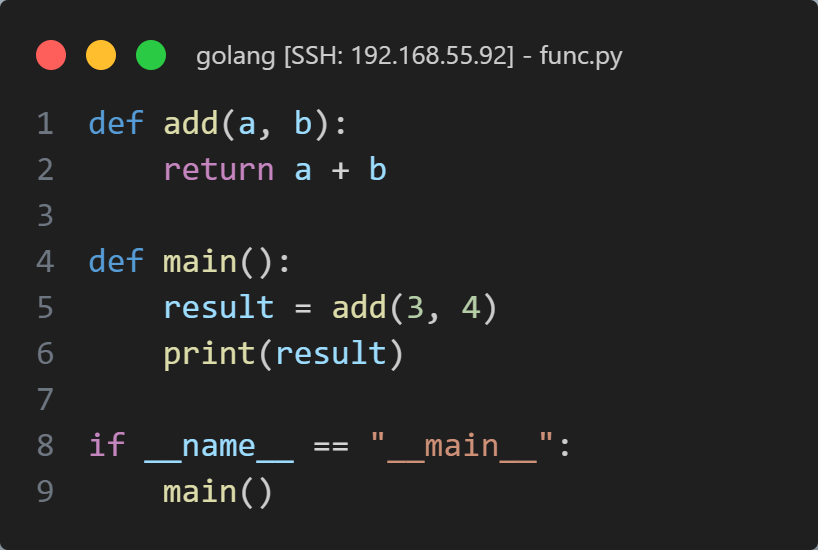 golang [SSH: 192.168.55.92] - func.py
1 def add(a, b):
2     return a + b
3
4 def main():
5     result = add(3, 4)
6     print(result)
7
8 if __name__ == "__main__":
9     main()